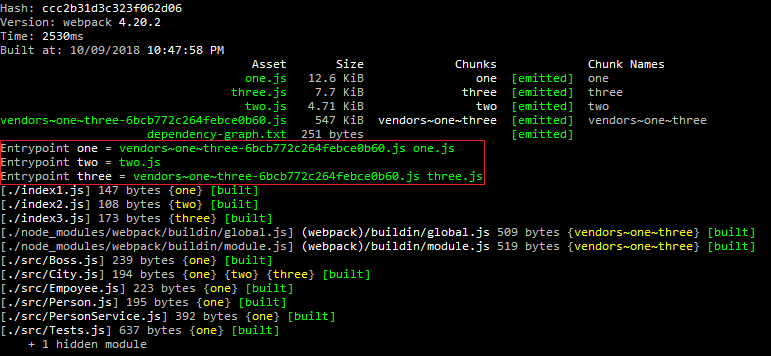 Hash: ccc2b31d3c323f062d06
Version: webpack 4.20.2
Time: 2530ms
Built at: 10/09/2018 10:47:58 PM
Asset Size Chunks Chunk Names
one.js 12.6 KiB one [emitted] one
three.js 7.7 KiB three [emitted] three
two.js 4.71 KiB two [emitted] two
vendors~one~three-6bcb772c264febce0b60.js 547 KiB vendors~one~three [emitted] vendors~one~three
dependency-graph.txt 251 bytes [emitted]
Entrypoint one = vendors~one~three-6bcb772c264febce0b60.js one.js
Entrypoint two = two.js
Entrypoint three = vendors~one~three-6bcb772c264febce0b60.js three.js
[./index1.js] 147 bytes {one} [built]
[./index2.js] 108 bytes {two} [built]
[./index3.js] 173 bytes {three} [built]
[./node_modules/webpack/buildin/global.js] (webpack)/buildin/global.js 509 bytes {vendors~one~three} [built]
[./node_modules/webpack/buildin/module.js] (webpack)/buildin/module.js 519 bytes {vendors~one~three} [built]
[./src/Boss.js] 239 bytes {one} [built]
[./src/City.js] 194 bytes {one} {two} {three} [built]
[./src/Empoyee.js] 223 bytes {one} [built]
[./src/Person.js] 195 bytes {one} [built]
[./src/PersonService.js] 392 bytes {one} [built]
[./src/Tests.js] 637 bytes {one} [built]
+ 1 hidden module